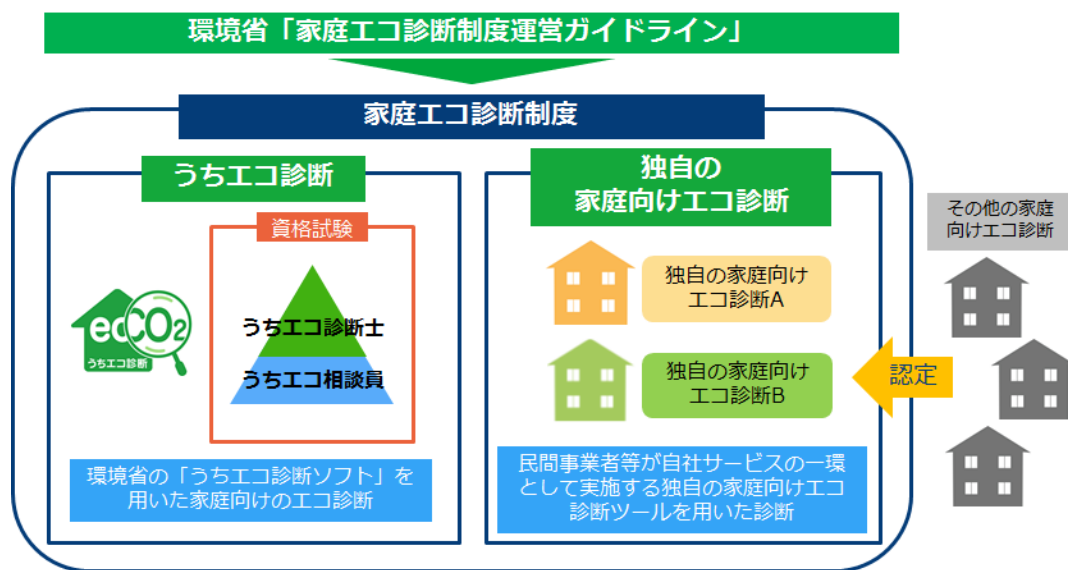 環境省「家庭エコ診断制度運営ガイドライン」
家庭エコ診断制度
うちエコ診断
資格試験
ecCO2
うちエコ診断
うちエコ診断士
うちエコ相談員
環境省の「うちエコ診断ソフト」を
用いた家庭向けのエコ診断
独自の
家庭向けエコ診断
独自の家庭向け
エコ診断A
独自の家庭向け
エコ診断B
民間事業者等が自社サービスの一環
として実施する独自の家庭向けエコ
診断ツールを用いた診断
認定
その他の家庭
向けエコ診断